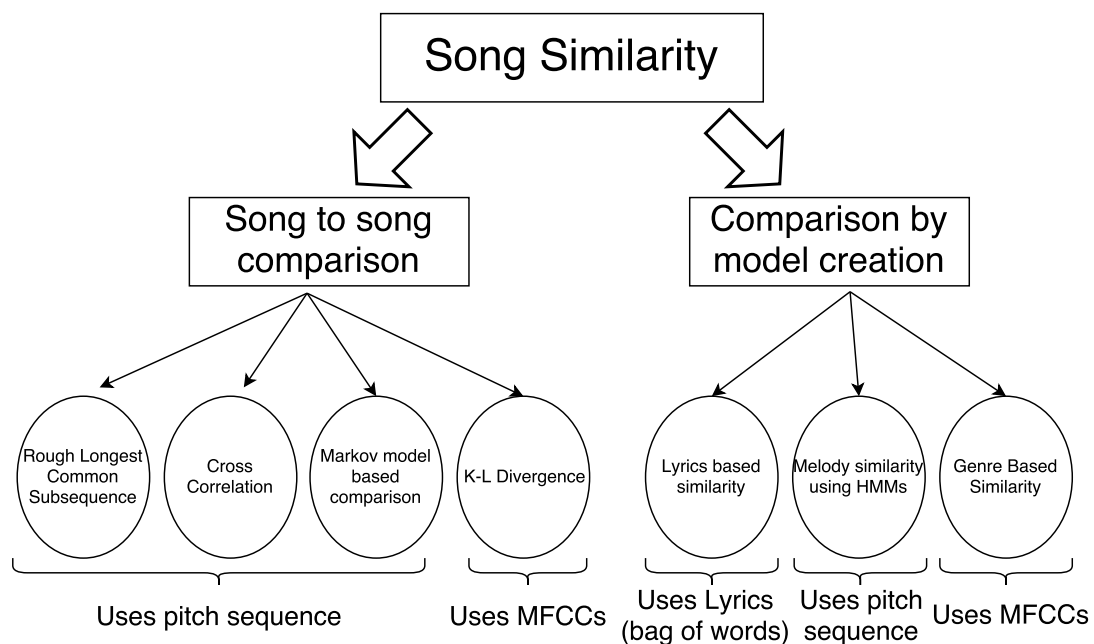 Song Similarity
Song to song
comparison
Comparison by
model creation
Rough Longest
Common
Subsequence
Cross
Correlation
Markov model
based
comparison
K-L Divergence
Lyrics based
similarity
Melody similarity
using HMMs
Genre Based
Similarity
Uses pitch sequence
Uses MFCCs
Uses Lyrics
(bag of words)
Uses pitch
sequence
Uses MFCCs